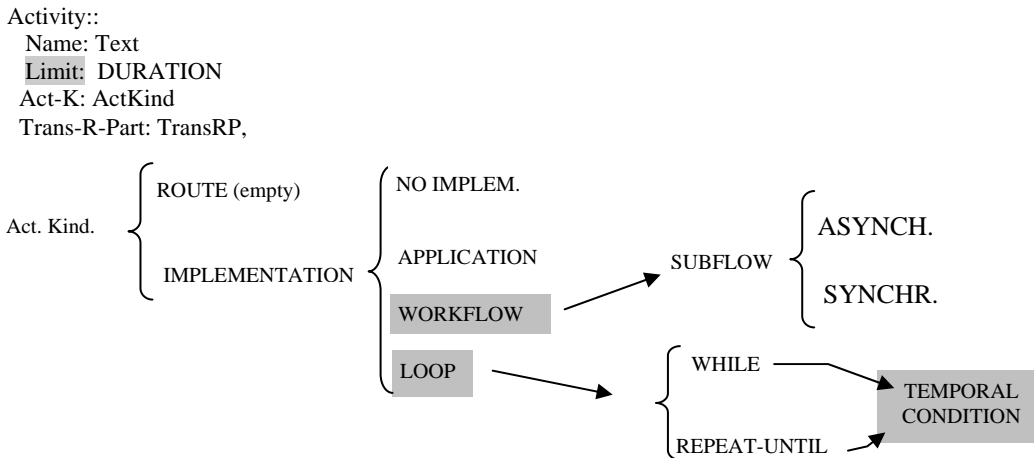 Activity::
Name: Text
Limit: DURATION
Act-K: ActKind
Trans-R-Part: TransRP,
Act. Kind.
ROUTE (empty)
IMPLEMENTATION
NO IMPLEM.
APPLICATION
WORKFLOW
LOOP
SUBFLOW
ASYNCH.
SYNCHR.
WHILE
REPEAT-UNTIL
TEMPORAL
CONDITION